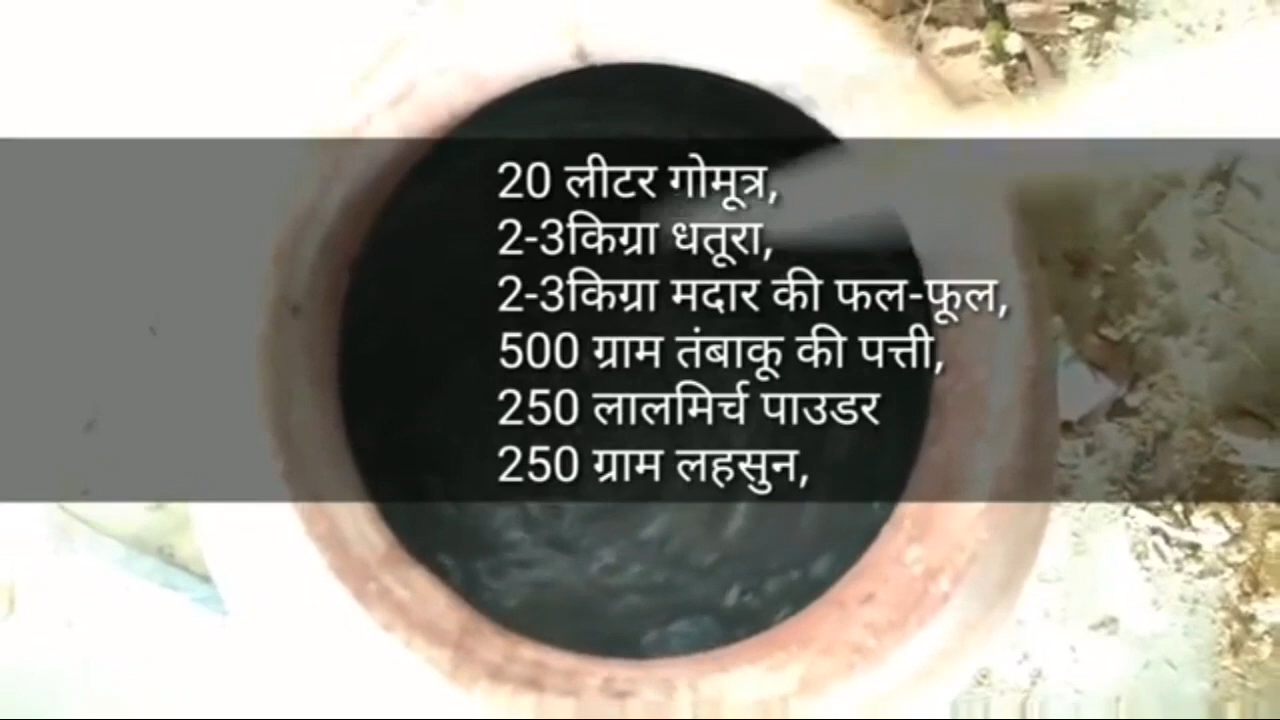 20 लीटर गोमूत्र,
2-3किग्रा धतूरा,
2-3किग्रा मदार की फल-फूल,
500 ग्राम तंबाकू की पत्ती,
250 लालमिर्च पाउडर
250 ग्राम लहसुन,